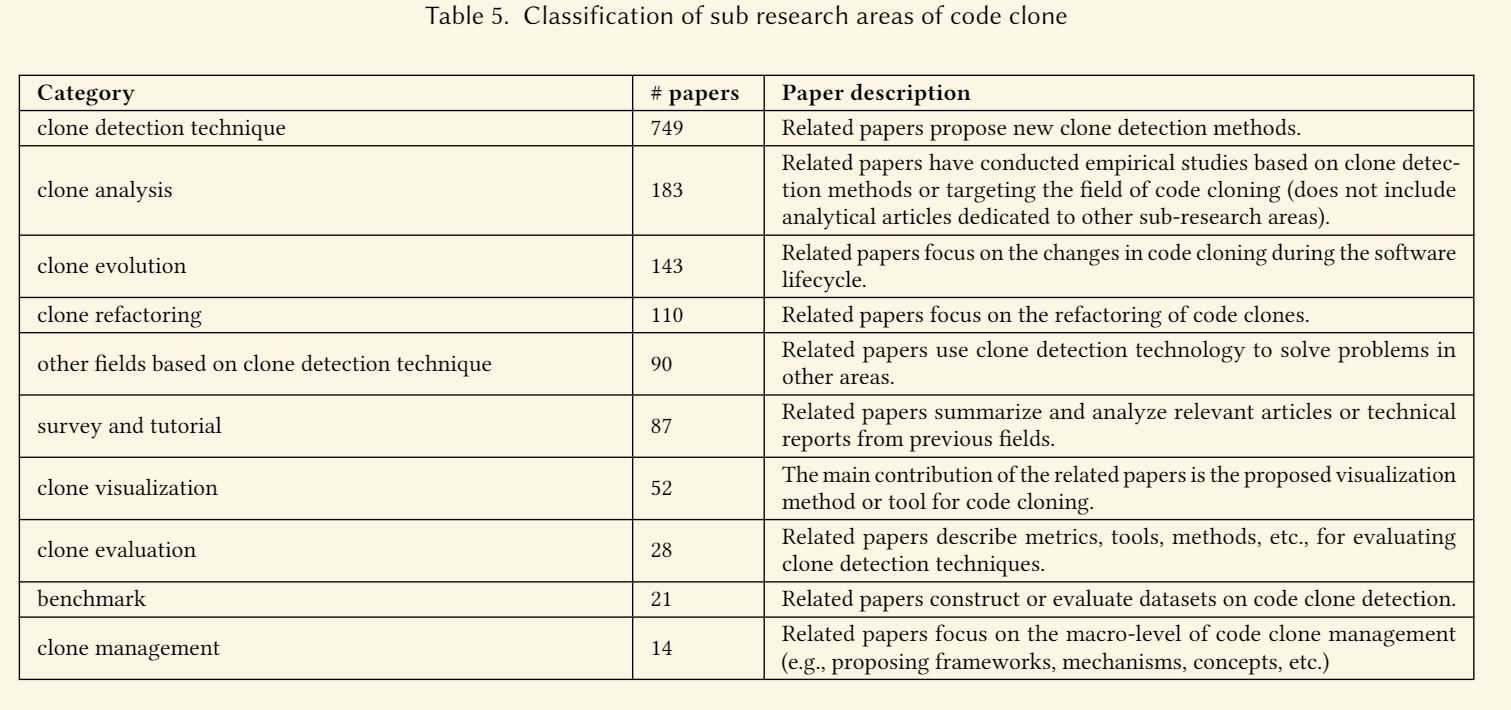 Table 5. Classification of sub research areas of code clone
Category # papers Paper description
clone detection technique 749 Related papers propose new clone detection methods.
clone analysis 183 Related papers have conducted empirical studies based on clone detec-
tion methods or targeting the field of code cloning (does not include
analytical articles dedicated to other sub-research areas).
clone evolution 143 Related papers focus on the changes in code cloning during the software
lifecycle.
clone refactoring 110 Related papers focus on the refactoring of code clones.
other fields based on clone detection technique 90 Related papers use clone detection technology to solve problems in
other areas.
survey and tutorial 87 Related papers summarize and analyze relevant articles or technical
reports from previous fields.
clone visualization 52 The main contribution of the related papers is the proposed visualization
method or tool for code cloning.
clone evaluation 28 Related papers describe metrics, tools, methods, etc., for evaluating
clone detection techniques.
benchmark 21 Related papers construct or evaluate datasets on code clone detection.
clone management 14 Related papers focus on the macro-level of code clone management
(e.g., proposing frameworks, mechanisms, concepts, etc.)